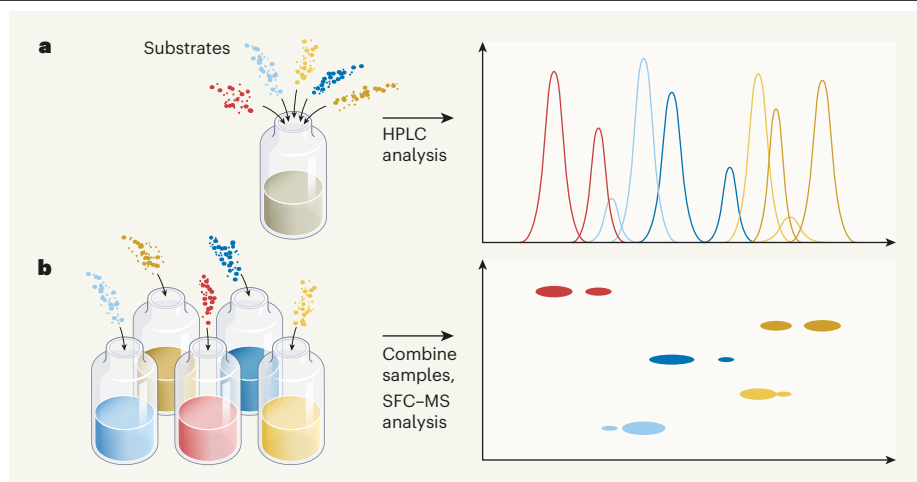 a
Substrates
HPLC
analysis
b
Combine
samples,
SFC–MS
analysis